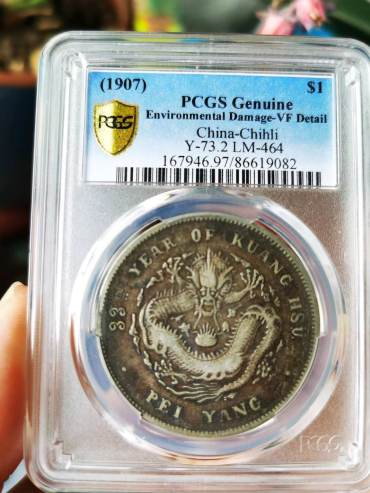 (1907) $1
PCGS
PCGS Genuine
Environmental Damage-VF Detail
China-Chihli
Y-73.2 LM-464
167946.97/86619082
33rd YEAR OF KUANG HSU
PEI YANG
PCGS